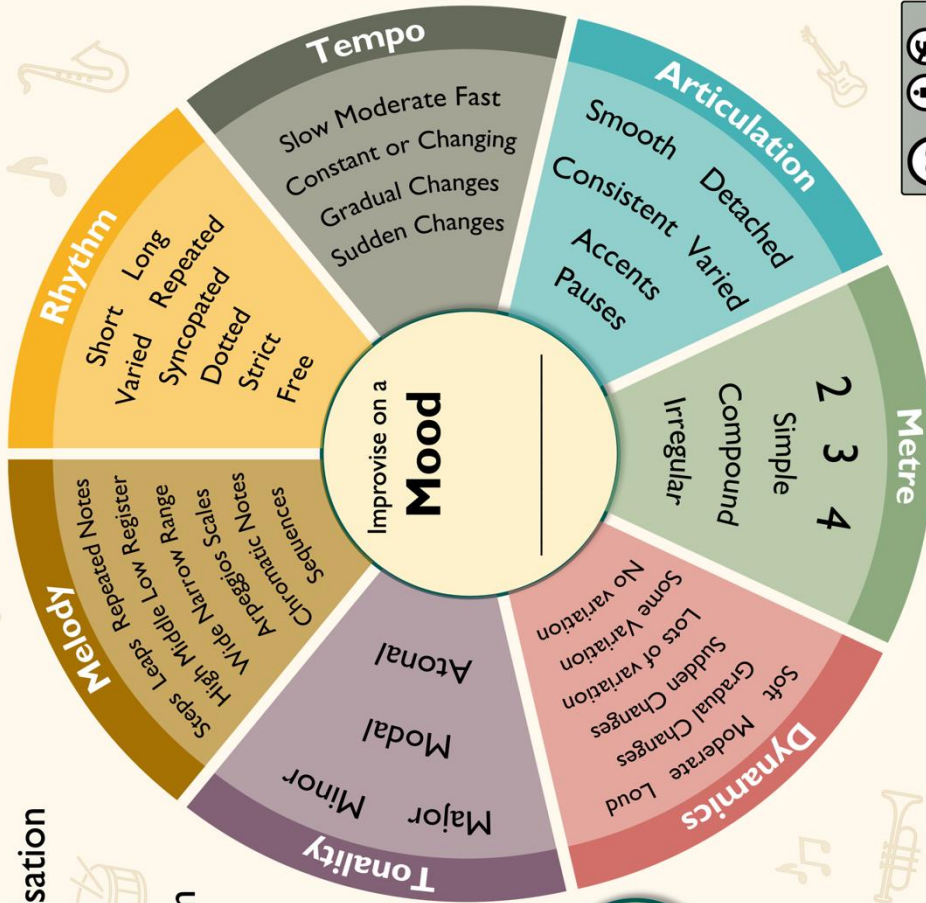 Improvise on a
Mood
Tempo
Slow Moderate Fast
Constant or Changing
Gradual Changes
Sudden Changes
Articulation
Smooth
Detached
Consistent Varied
Accents
Pauses
Metre
2 3 4
Simple
Compound
Irregular
Dynamics
Soft Moderate Loud
Gradual Changes
Sudden Changes
Lots of variation
Some Variation
No variation
Tonality
Major Minor
Modal
Atonal
Melody
Steps Leaps Repeated Notes
High Middle Low Register
Wide Narrow Range
Arpeggios Scales
Chromatic Notes
Sequences
Rhythm
Short Long
Varied Repeated
Syncopated
Dotted
Strict
Free